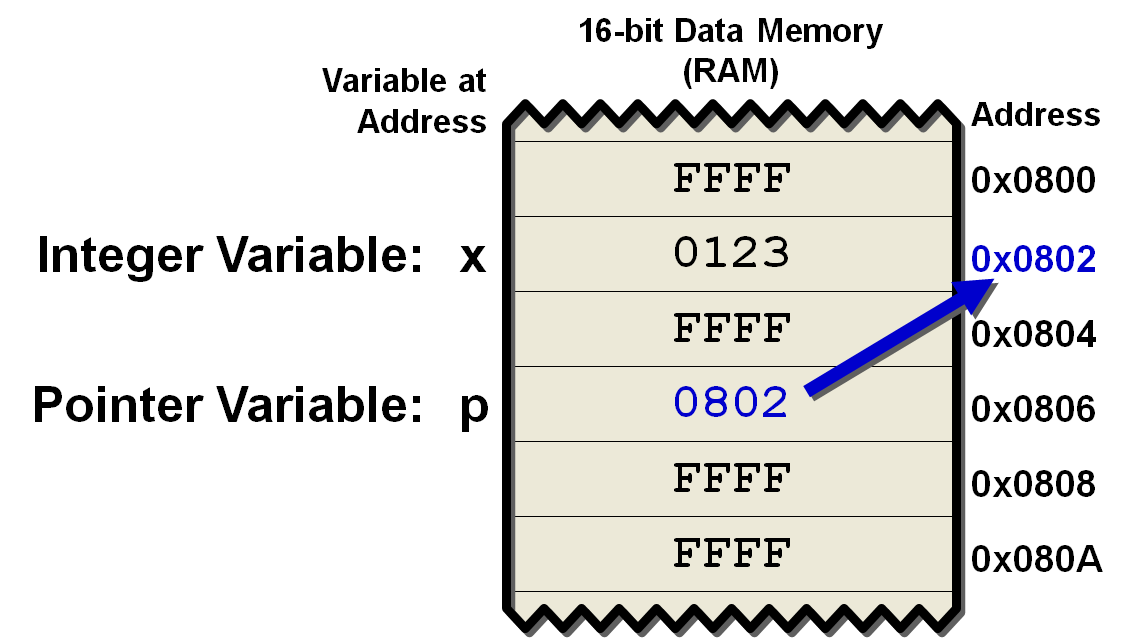 16-bit Data Memory
(RAM)
Variable at
Address
Address
FFFF 0x0800
Integer Variable: x 0123 0x0802
FFFF 0x0804
Pointer Variable: p 0802 0x0806
FFFF 0x0808
FFFF 0x080A